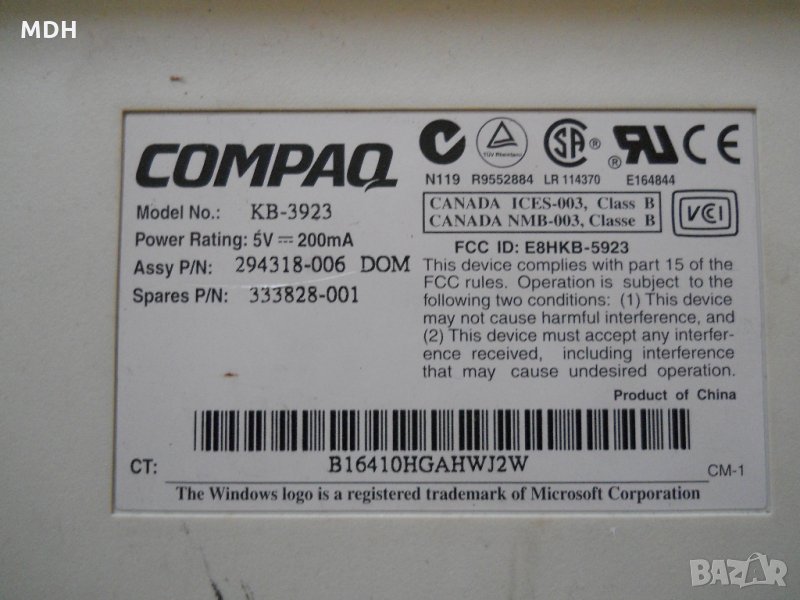 MDH
COMPAQ
N119 R9552884 LR 114370 E164844
TÜV Rheinland
Model No.: KB-3923
Power Rating: 5V 200mA
Assy P/N: 294318-006 DOM
Spares P/N: 333828-001
CANADA ICES-003, Class B
CANADA NMB-003, Classe B
VCI
FCC ID: E8HKB-5923
This device complies with part 15 of the
FCC rules. Operation is subject to the
following two conditions: (1) This device
may not cause harmful interference, and
(2) This device must accept any interfer-
ence received, including interference
that may cause undesired operation.
Product of China
CT: B16410HGAHWJ2W
CM-1
The Windows logo is a registered trademark of Microsoft Corporation
BAZAR